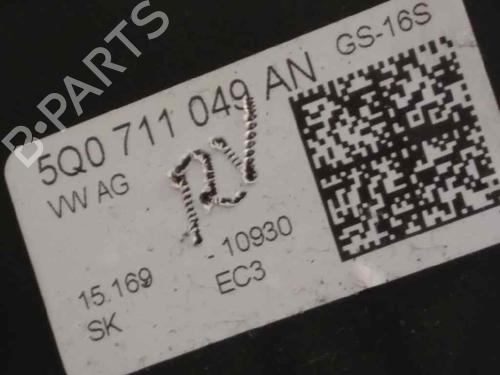 B-PARTS
GS-16S
5Q0 711 049 AN
VW AG
15.169 -10930
SK EC3